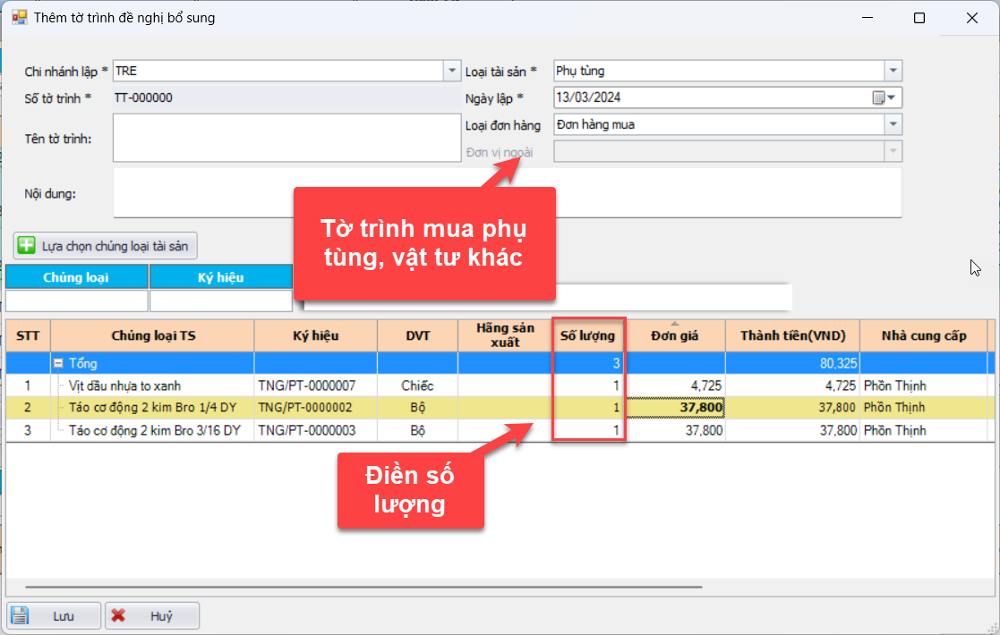 Thêm tờ trình đề nghị bổ sung
Chi nhánh lập * TRE Loại tài sản * Phụ tùng
Số tờ trình * TT-000000 Ngày lập * 13/03/2024
Tên tờ trình: Loại đơn hàng Đơn hàng mua
Đơn vị ngoài
Nội dung:
Tờ trình mua phụ
tùng, vật tư khác
Lựa chọn chủng loại tài sản
Chủng loại Ký hiệu
STT Chủng loại TS Ký hiệu DVT Hãng sản xuất Số lượng Đơn giá Thành tiền(VND) Nhà cung cấp
Tổng 3 80,325
1 Vịt dầu nhựa to xanh TNG/PT-0000007 Chiếc 1 4,725 4,725 Phồn Thịnh
2 Táo cơ động 2 kim Bro 1/4 DY TNG/PT-0000002 Bộ 1 37,800 37,800 Phồn Thịnh
3 Táo cơ động 2 kim Bro 3/16 DY TNG/PT-0000003 Bộ 1 37,800 37,800 Phồn Thịnh
Điền số
lượng
Lưu Huỷ